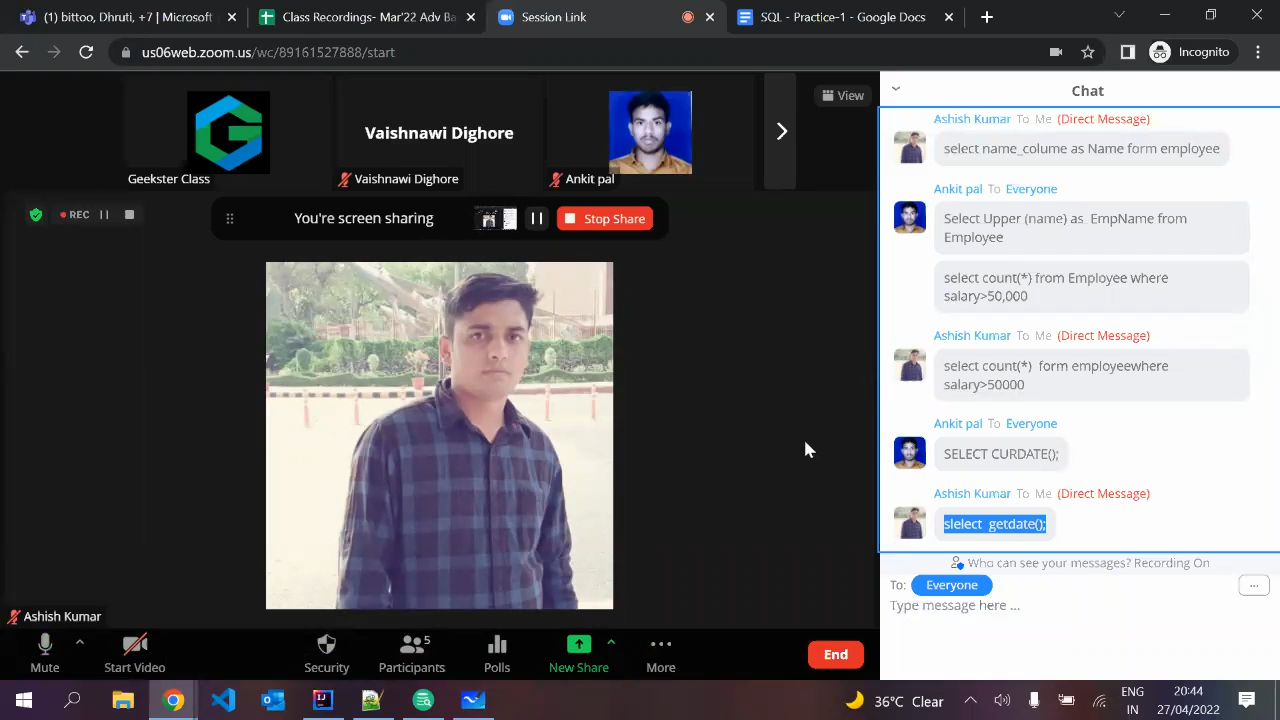 bittoo, Dhruti, +7 | Microsoft
Class Recordings- Mar22 Adv Ba
Session Link
SQL - Practice-1 - Google Docs
us06web.zoom.us/wc/89161527888/start
Incognito
Geekster Class
Vaishnawi Dighore
Vaishnawi Dighore
Ankit pal
View
REC
You're screen sharing
Stop Share
Ashish Kumar
Chat
Ashish Kumar To Me (Direct Message)
select name_colume as Name form employee
Ankit pal To Everyone
Select Upper (name) as EmpName from
Employee
select count(*) from Employee where
salary>50,000
Ashish Kumar To Me (Direct Message)
select count(*) form employeewhere
salary>50000
Ankit pal To Everyone
SELECT CURDATE();
Ashish Kumar To Me (Direct Message)
slelect getdate();
Who can see your messages? Recording On
To: Everyone
...
Type message here ...
Mute
Start Video
Security
5
Participants
Polls
New Share
More
End
36°C Clear
ENG
IN
20:44
27/04/2022